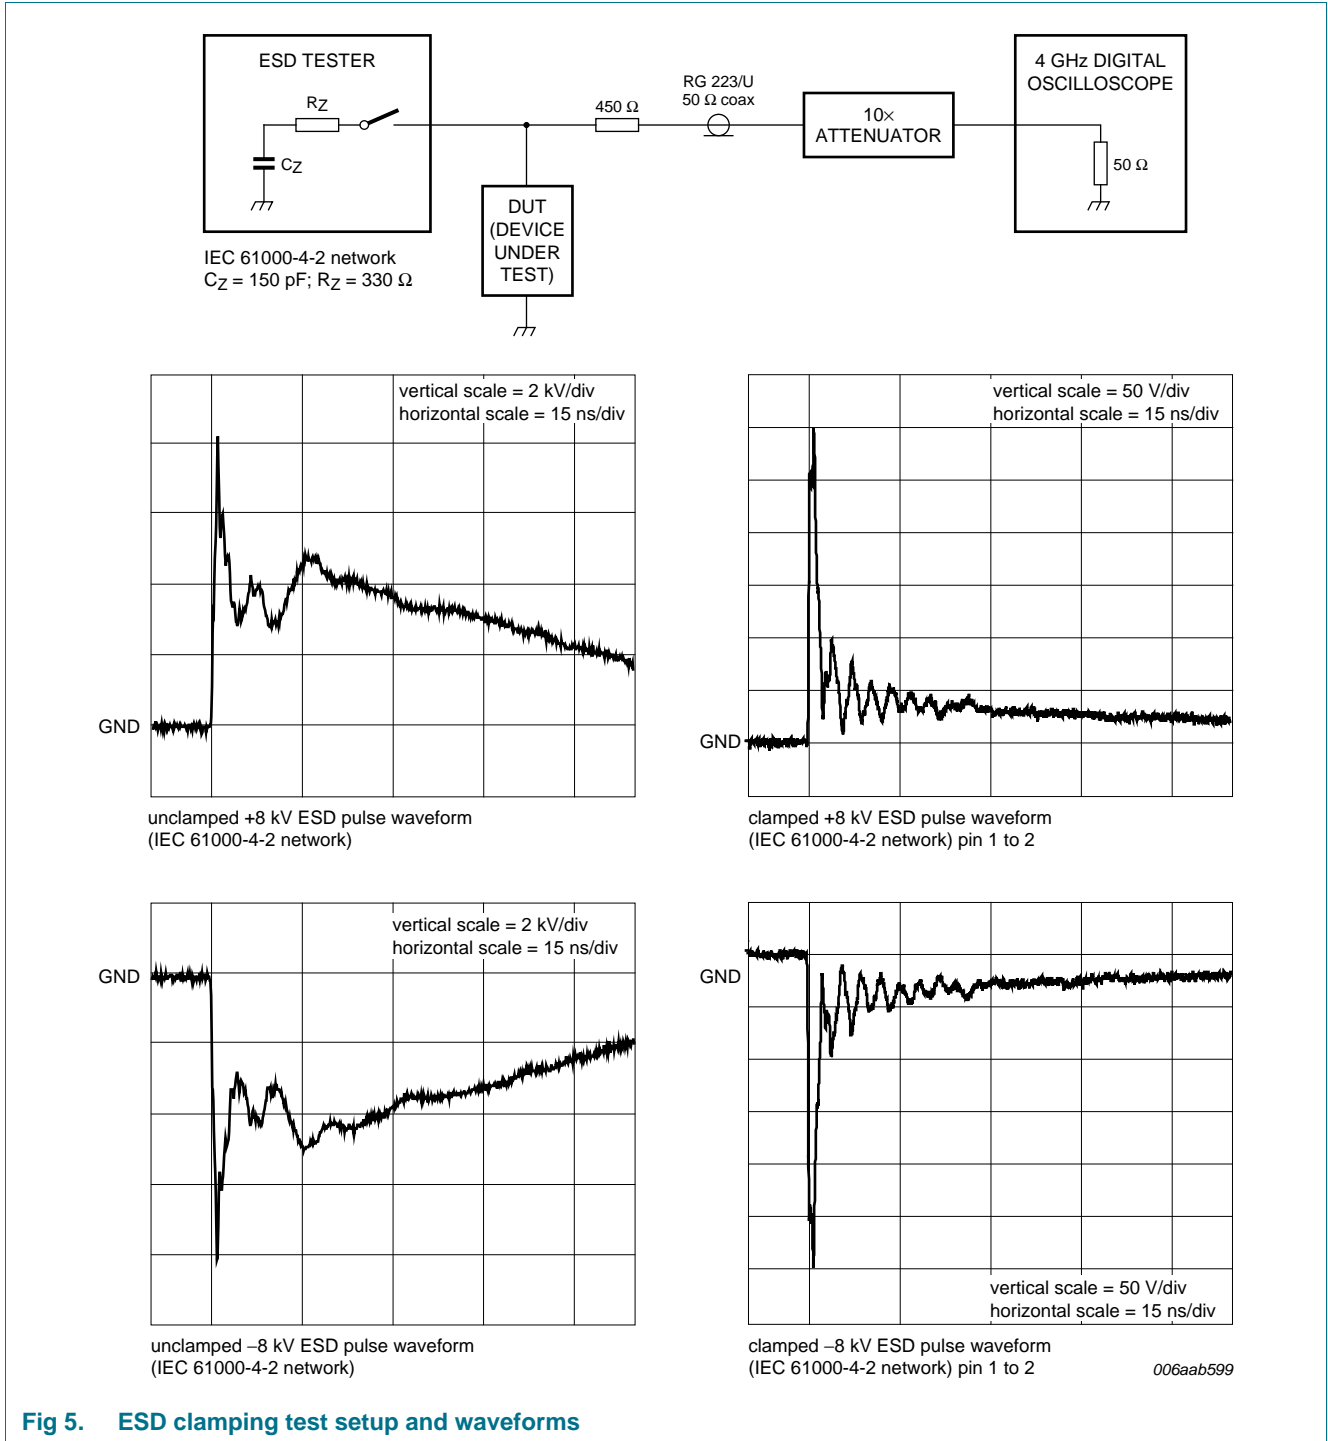 ESD TESTER
RZ
CZ
IEC 61000-4-2 network
CZ = 150 pF; RZ = 330 Ω
DUT
(DEVICE
UNDER
TEST)
450 Ω
RG 223/U
50 Ω coax
10×
ATTENUATOR
4 GHz DIGITAL
OSCILLOSCOPE
50 Ω
vertical scale = 2 kV/div
horizontal scale = 15 ns/div
GND
unclamped +8 kV ESD pulse waveform
(IEC 61000-4-2 network)
vertical scale = 50 V/div
horizontal scale = 15 ns/div
GND
clamped +8 kV ESD pulse waveform
(IEC 61000-4-2 network) pin 1 to 2
vertical scale = 2 kV/div
horizontal scale = 15 ns/div
GND
unclamped −8 kV ESD pulse waveform
(IEC 61000-4-2 network)
GND
vertical scale = 50 V/div
horizontal scale = 15 ns/div
clamped −8 kV ESD pulse waveform
(IEC 61000-4-2 network) pin 1 to 2
006aab599
Fig 5. ESD clamping test setup and waveforms